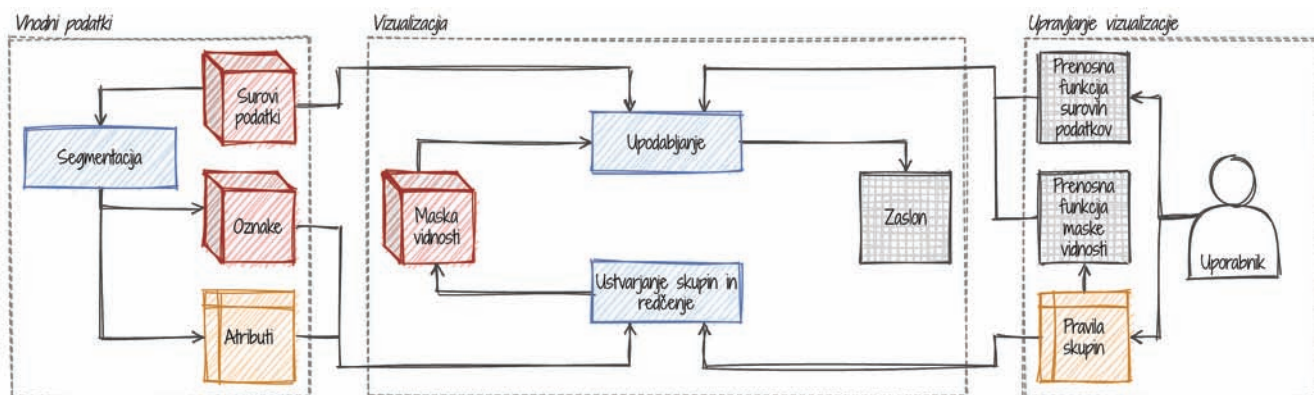 Vhodni podatki
Vizualizacija
Upravljanje vizualizacije
Surovi
podatki
Segmentacija
Oznake
Atributi
Upodabljanje
Maska
vidnosti
Zaslon
Ustvarjanje skupin in
redčenje
Prenosna
funkcija
surovih
podatkov
Prenosna
funkcija
maske
vidnosti
Uporabnik
Pravila
skupin